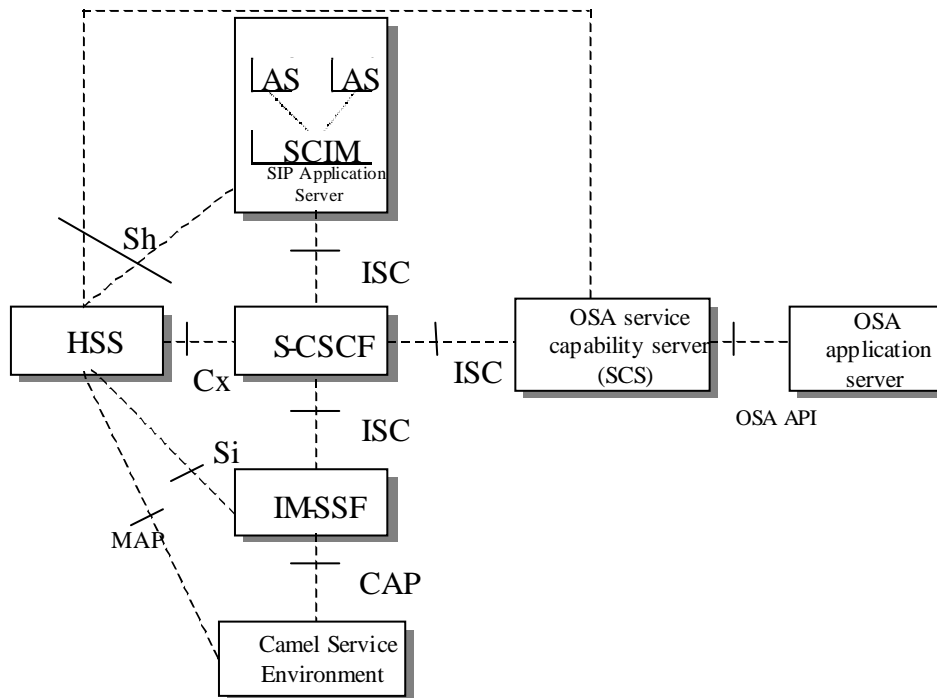 AS AS
SCIM
SIP Application
Server
Sh
ISC
HSS
S-CSCF
OSA service
capability server
(SCS)
OSA
application
server
Cx
ISC
OSA API
ISC
Si
IM-SSF
MAP
CAP
Camel Service
Environment